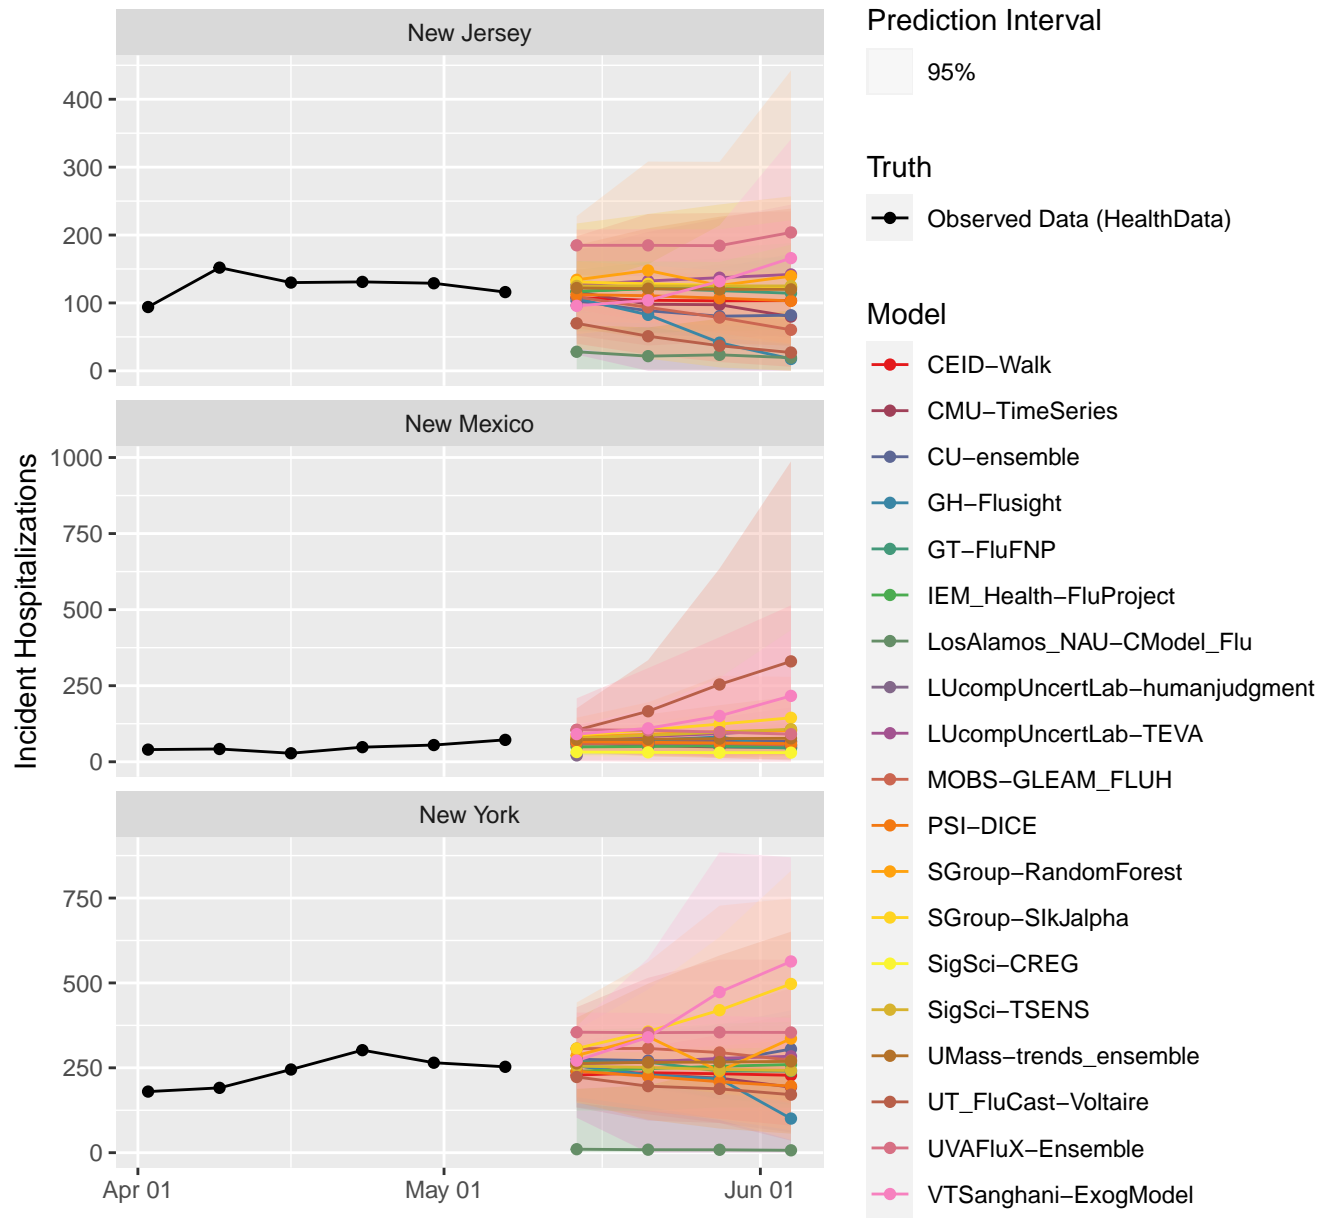 New Jersey
400
300
200
100
0
New Mexico
1000
750
500
250
0
New York
750
500
250
0
Apr 01
May 01
Jun 01
Incident Hospitalizations
Prediction Interval
95%
Truth
Observed Data (HealthData)
Model
CEID−Walk
CMU−TimeSeries
CU−ensemble
GH−Flusight
GT−FluFNP
IEM_Health−FluProject
LosAlamos_NAU−CModel_Flu
LUcompUncertLab−humanjudgment
LUcompUncertLab−TEVA
MOBS−GLEAM_FLUH
PSI−DICE
SGroup−RandomForest
SGroup−SIkJalpha
SigSci−CREG
SigSci−TSENS
UMass−trends_ensemble
UT_FluCast−Voltaire
UVAFluX−Ensemble
VTSanghani−ExogModel